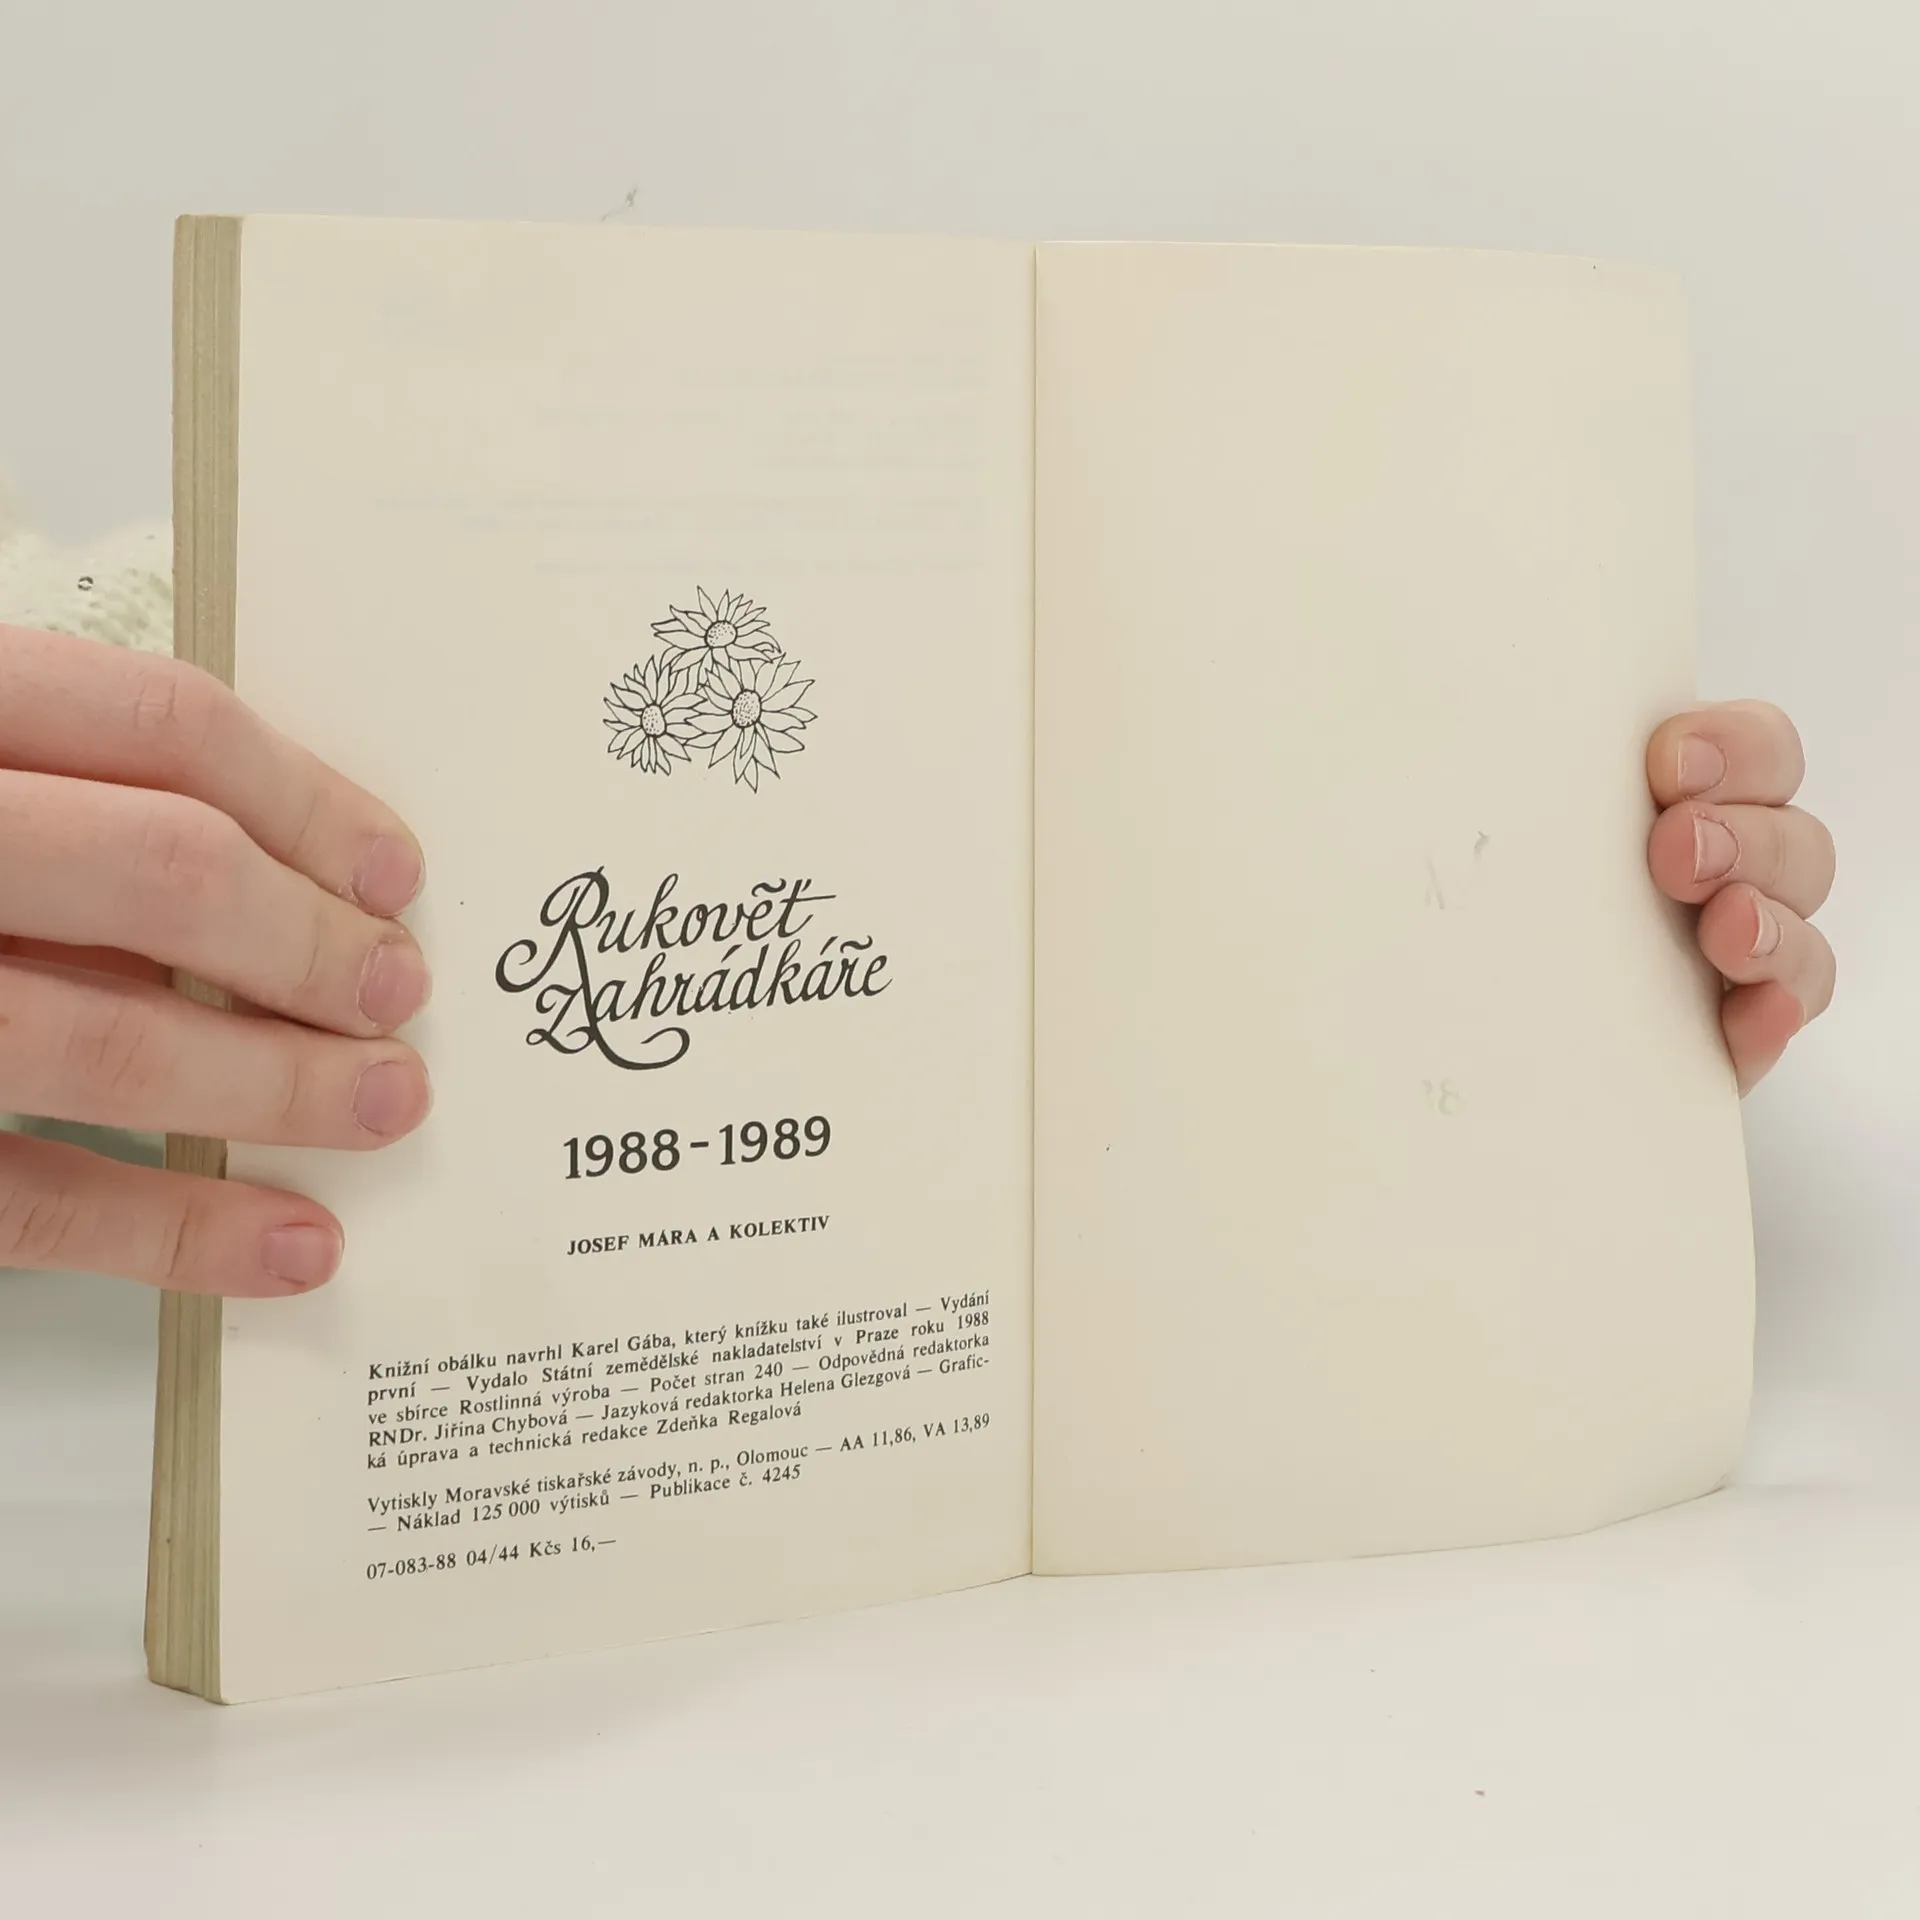 Rukověť
Zahrádkáře
1988-1989
JOSEF MÁRA A KOLEKTIV
Knižní obálku navrhl Karel Gába, který knížku také ilustroval — Vydání
první — Vydalo Státní zemědělské nakladatelství v Praze roku 1988
ve sbírce Rostlinná výroba — Počet stran 240 — Odpovědná redaktorka
RNDr. Jiřina Chybová — Jazyková redaktorka Helena Glezgová — Grafic-
ká úprava a technická redakce Zdeňka Regalová
Vytiskly Moravské tiskařské závody, n. p., Olomouc — AA 11,86, VA 13,89
— Náklad 125 000 výtisků — Publikace č. 4245
07-083-88 04/44 Kčs 16,—